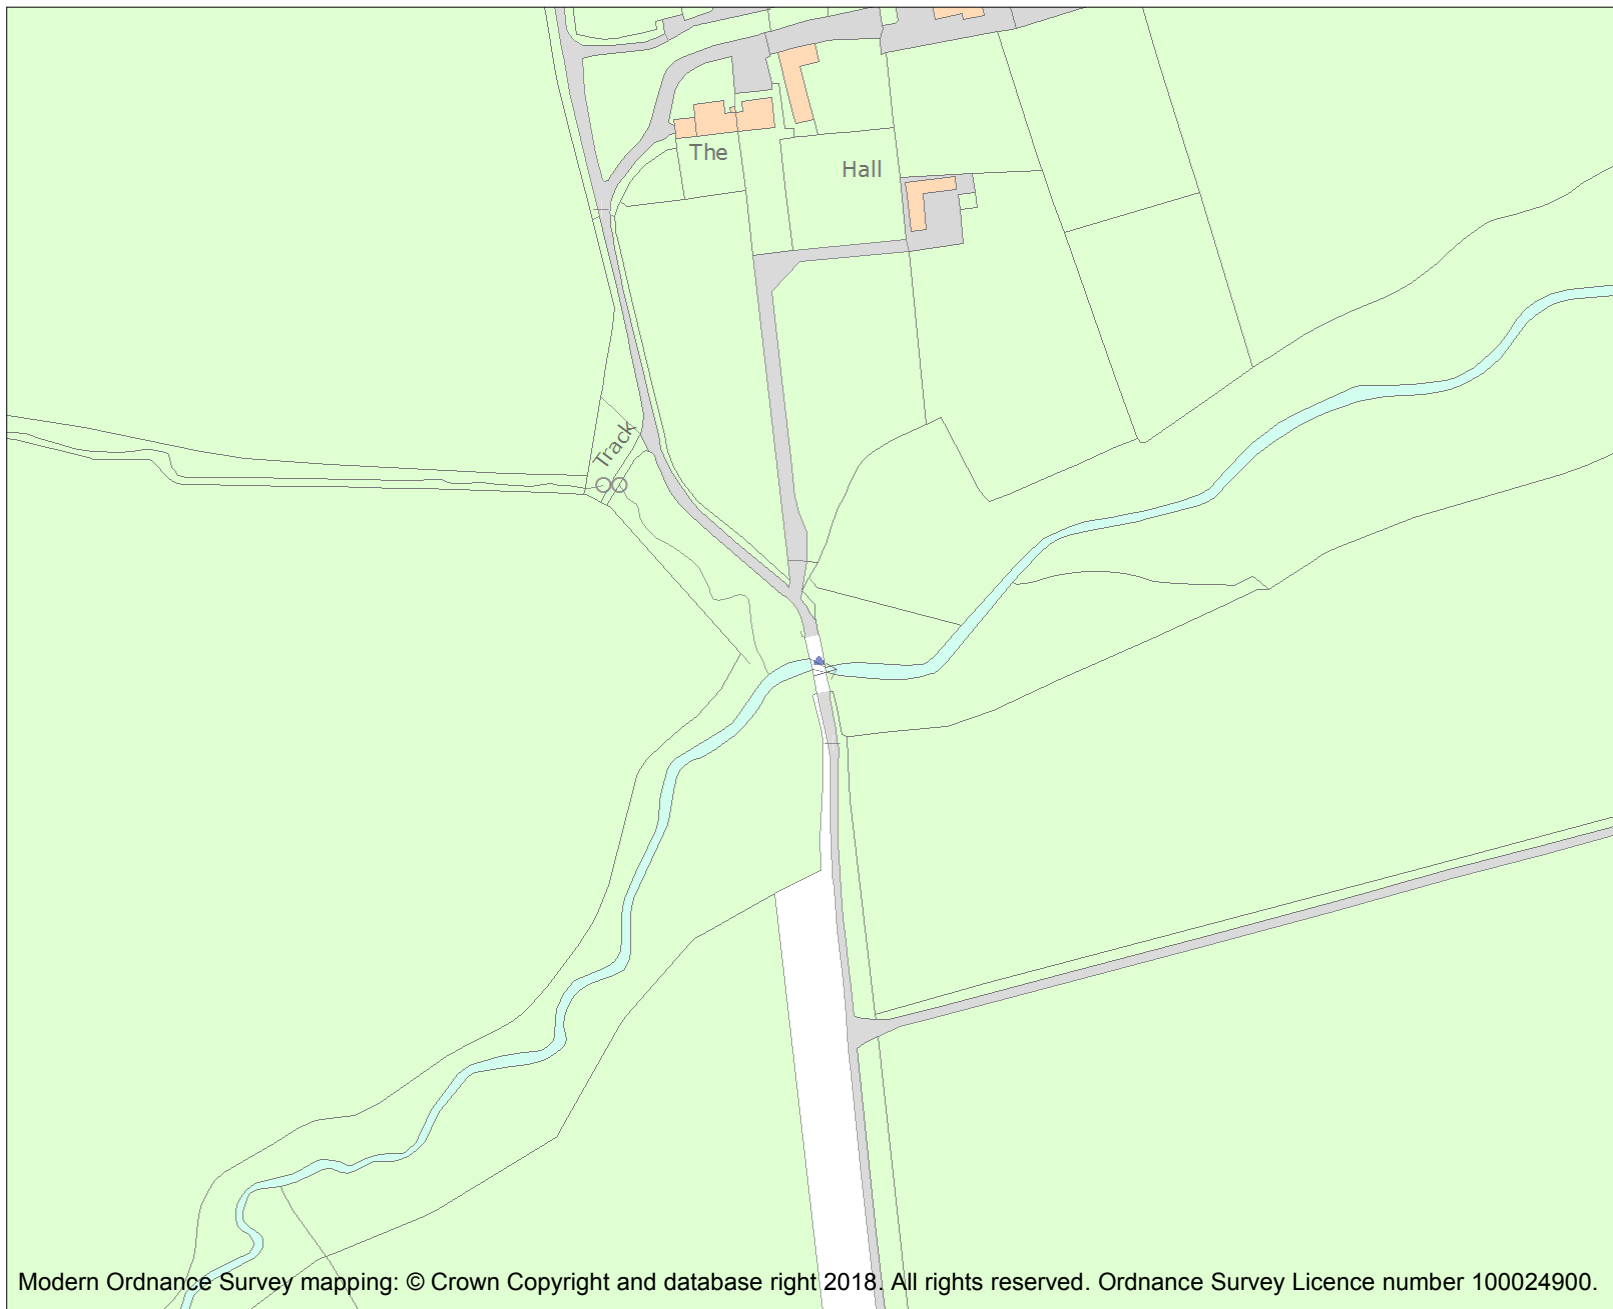 The
Hall
Track
Modern Ordnance Survey mapping: © Crown Copyright and database right 2018. All rights reserved. Ordnance Survey Licence number 100024900.